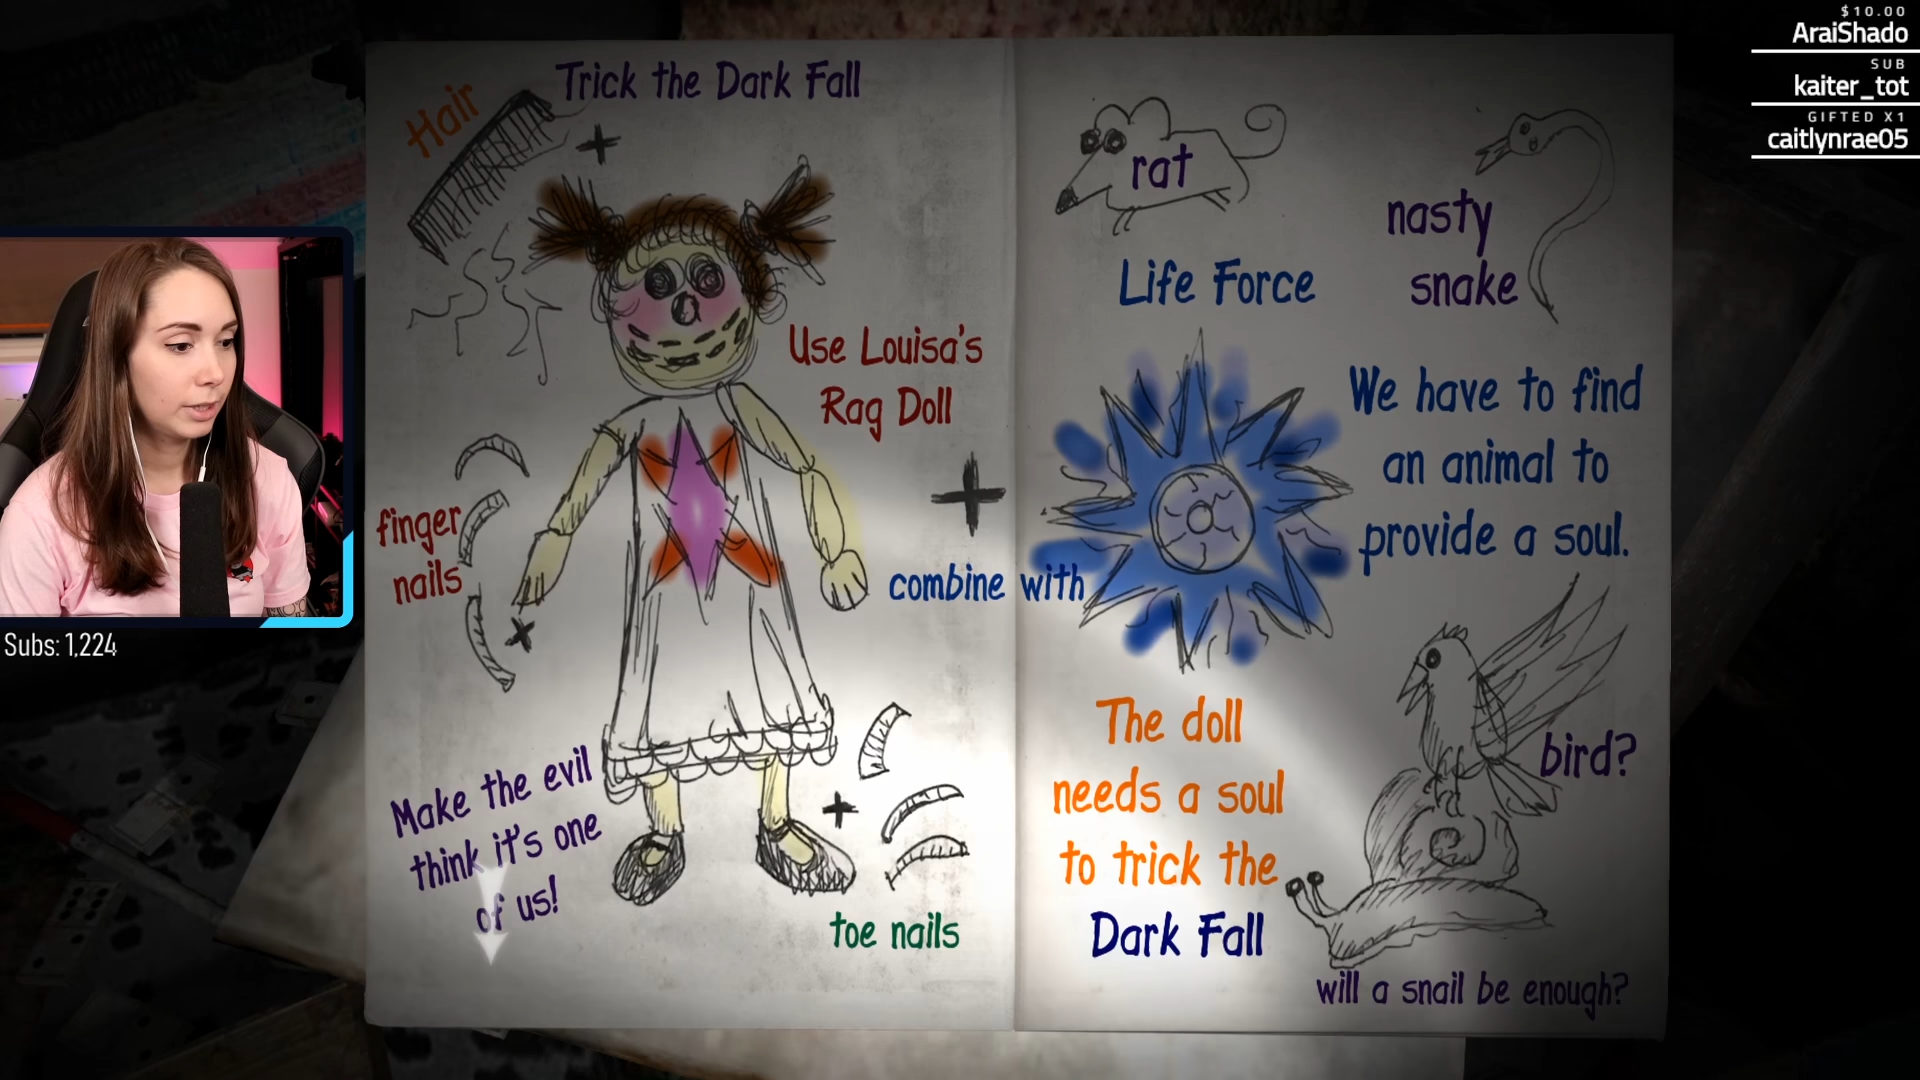 $10.00
AraiShado
SUB
kaiter_tot
GIFTED X1
caitlynrae05
Subs: 1,224
Hair
Trick the Dark Fall
Use Louisa's
Rag Doll
finger
nails
combine with
Make the evil
think it's one
of us!
toe nails
rat
nasty
snake
Life Force
We have to find
an animal to
provide a soul.
The doll
needs a soul
to trick the
Dark Fall
bird?
will a snail be enough?